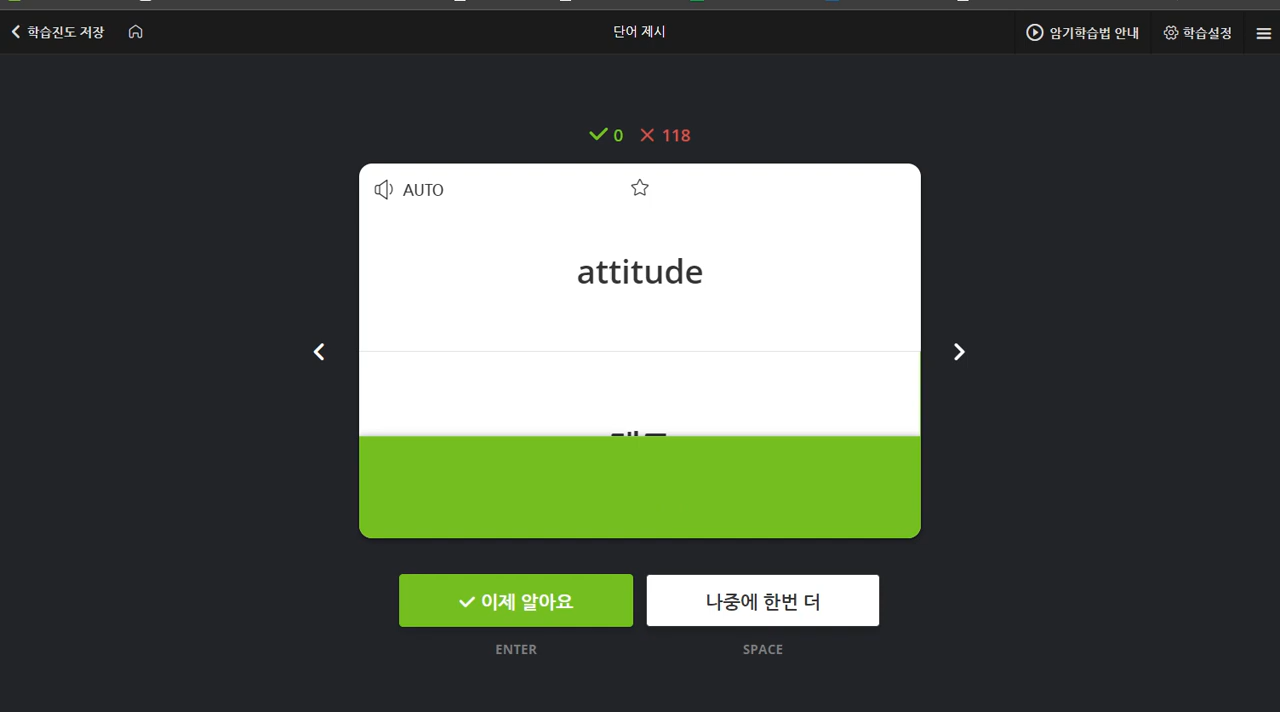 학습진도 저장
단어 제시
암기학습법 안내
학습설정
0 118
AUTO
attitude
이제 알아요
나중에 한번 더
ENTER
SPACE